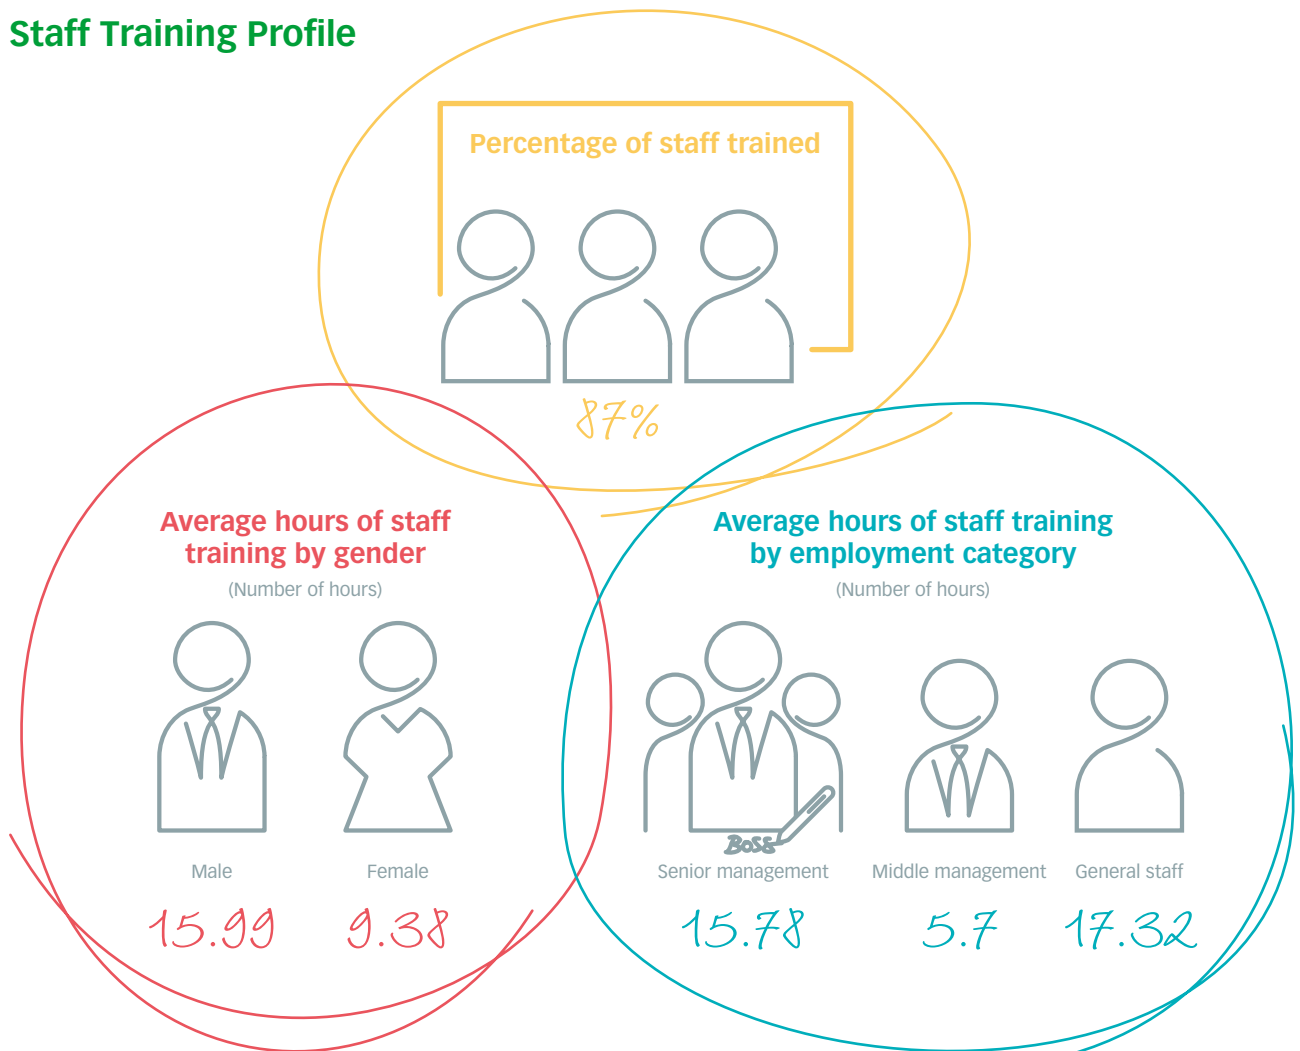 Staff Training Profile
Percentage of staff trained
87%
Average hours of staff
training by gender
(Number of hours)
Male
Female
15.99
9.38
Average hours of staff training
by employment category
(Number of hours)
BOSS
Senior management
Middle management
General staff
15.78
5.7
17.32